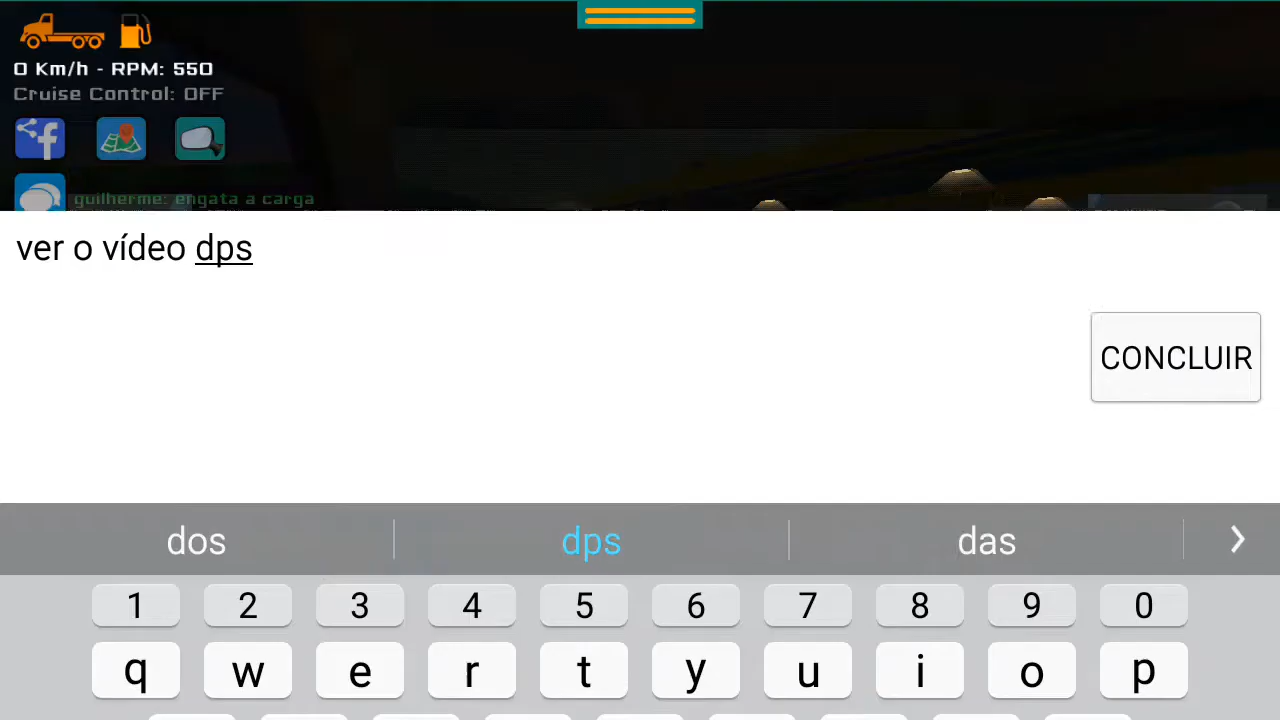 0 Km/h - RPM: 550
Cruise Control: OFF
guilherme: engata a carga
ver o vídeo dps
CONCLUIR
dos dps das
1 2 3 4 5 6 7 8 9 0
q w e r t y u i o p